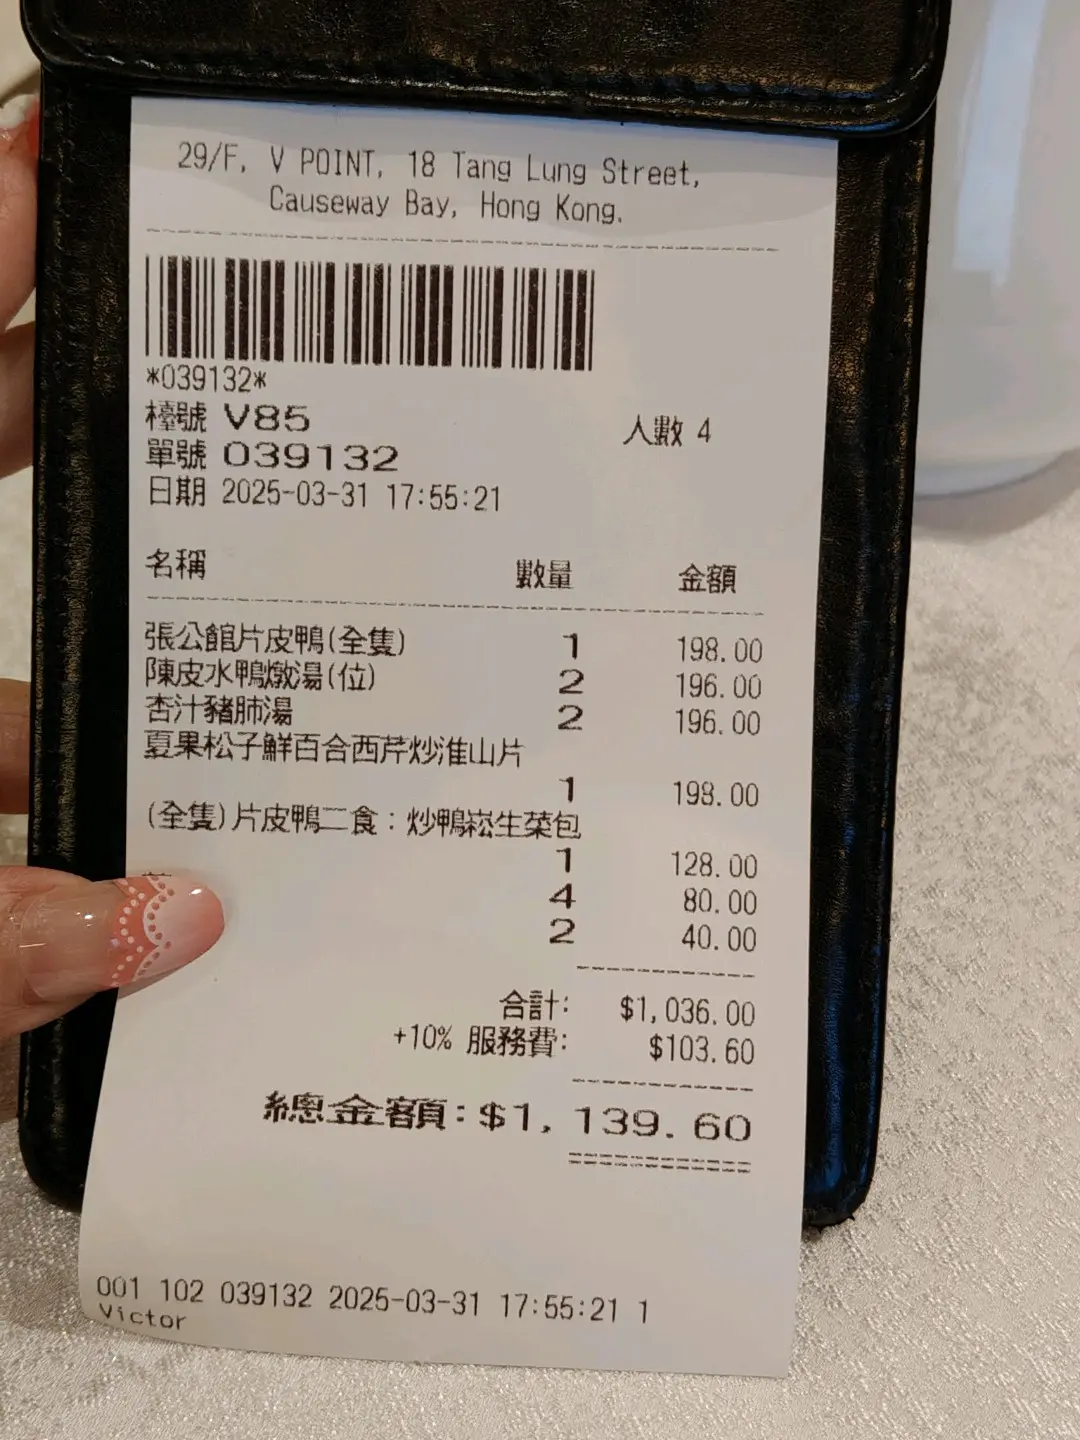 29/F, V POINT, 18 Tang Lung Street,
Causeway Bay, Hong Kong.
*039132*
檯號 V85 人數 4
單號 039132
日期 2025-03-31 17:55:21
名稱 數量 金額
張公館片皮鴨(全隻) 1 198.00
陳皮水鴨燉湯(位) 2 196.00
杏汁豬肺湯 2 196.00
夏果松子鮮百合西芹炒淮山片
1 198.00
(全隻)片皮鴨二食：炒鴨崧生菜包
1 128.00
4 80.00
2 40.00
合計: $1,036.00
+10% 服務費: $103.60
總金額: $1,139.60
001 102 039132 2025-03-31 17:55:21 1
Victor